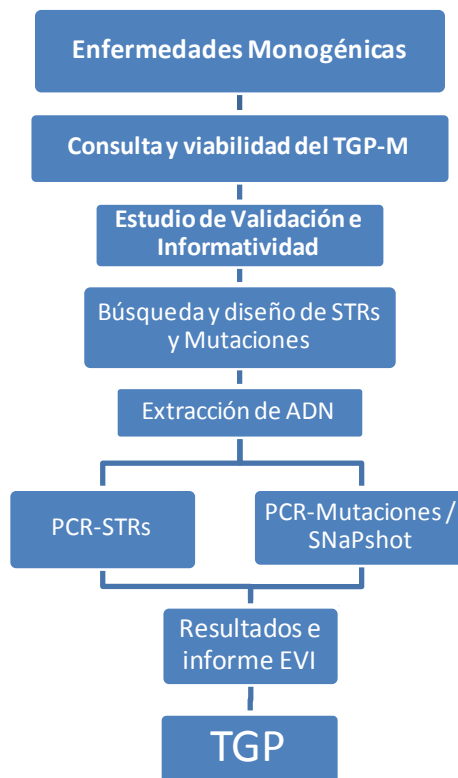 Enfermedades Monogénicas
Consulta y viabilidad del TGP-M
Estudio de Validación e
Informatividad
Búsqueda y diseño de STRs
y Mutaciones
Extracción de ADN
PCR-STRs
PCR-Mutaciones /
SNaPshot
Resultados e
informe EVI
TGP